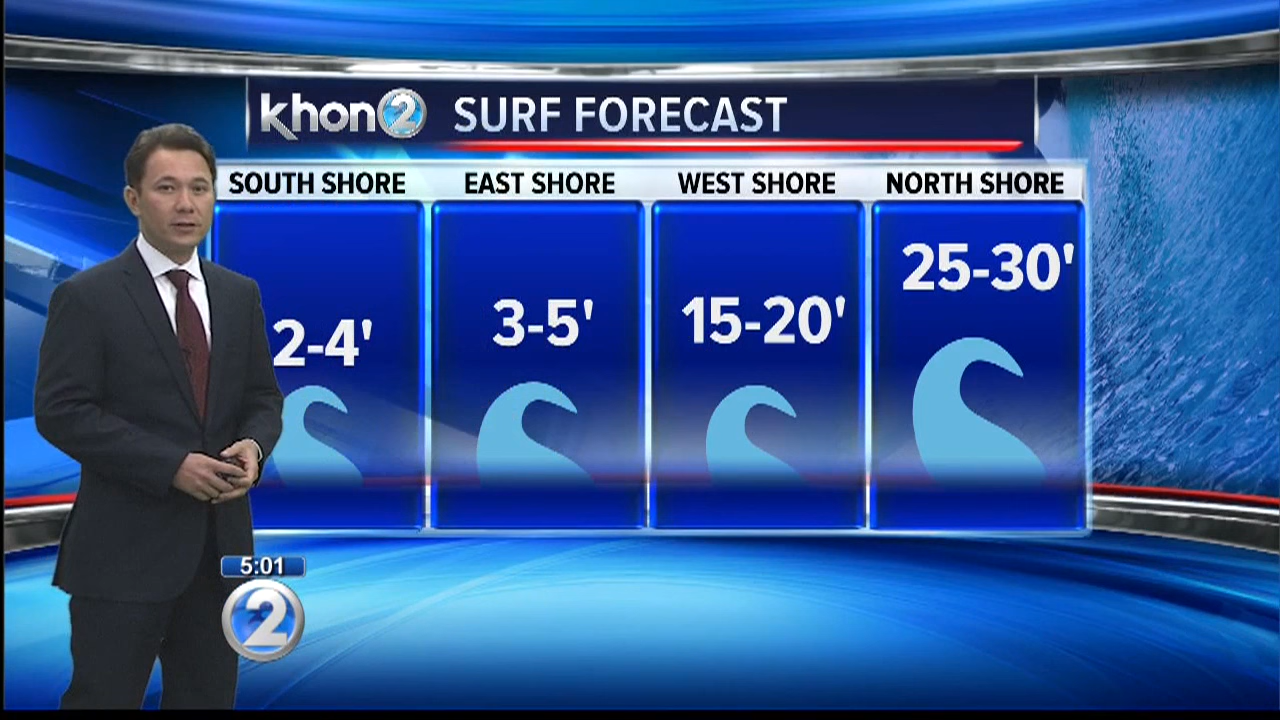 khon2 SURF FORECAST
SOUTH SHORE EAST SHORE WEST SHORE NORTH SHORE
2-4' 3-5' 15-20' 25-30'
5:01
2